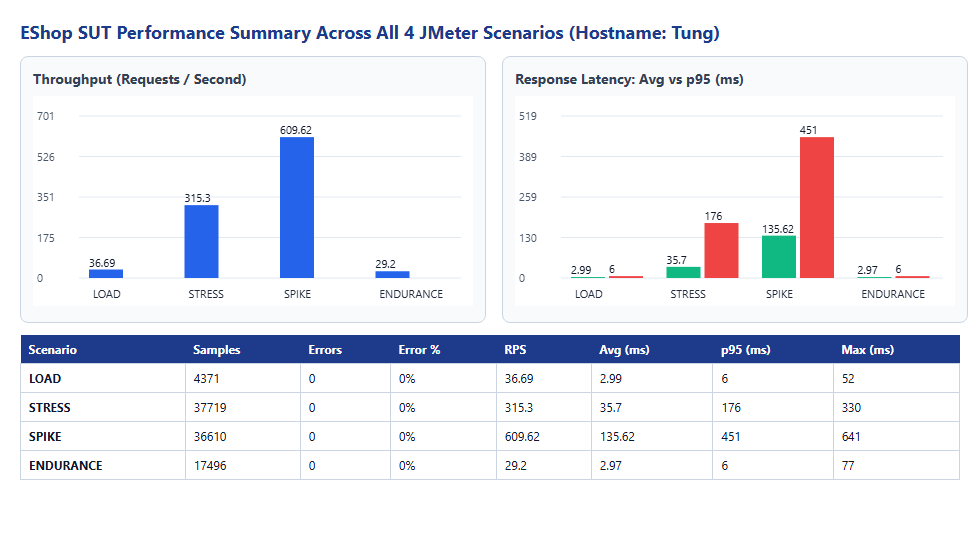 EShop SUT Performance Summary Across All 4 JMeter Scenarios (Hostname: Tung)
Throughput (Requests / Second)
701
526
351
175
0
36.69
315.3
609.62
29.2
LOAD STRESS SPIKE ENDURANCE
Response Latency: Avg vs p95 (ms)
519
389
259
130
0
2.99 6
35.7 176
135.62 451
2.97 6
LOAD STRESS SPIKE ENDURANCE
Scenario Samples Errors Error % RPS Avg (ms) p95 (ms) Max (ms)
LOAD 4371 0 0% 36.69 2.99 6 52
STRESS 37719 0 0% 315.3 35.7 176 330
SPIKE 36610 0 0% 609.62 135.62 451 641
ENDURANCE 17496 0 0% 29.2 2.97 6 77